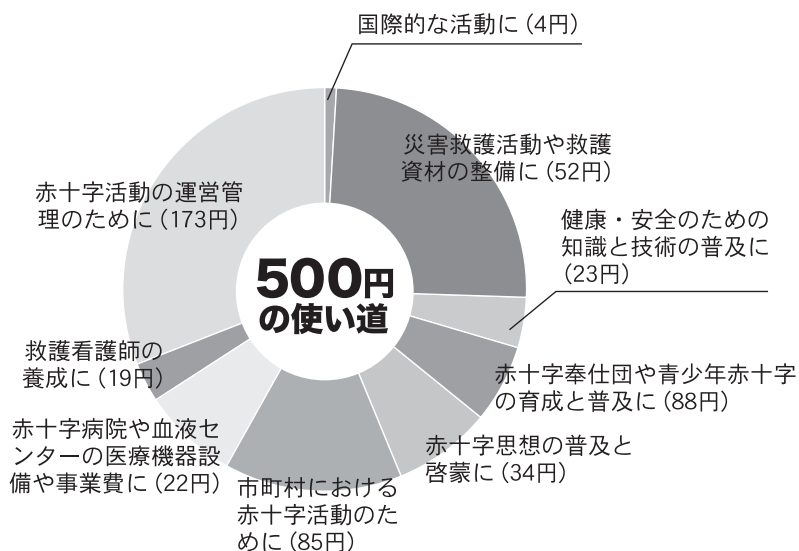 国際的な活動に（4円）
災害救護活動や救護
資材の整備に（52円）
健康・安全のための
知識と技術の普及に
（23円）
赤十字奉仕団や青少年赤十字
の育成と普及に（88円）
赤十字思想の普及と
啓蒙に（34円）
市町村における
赤十字活動のた
めに（85円）
赤十字病院や血液セ
ンターの医療機器設
備や事業費に（22円）
救護看護師の
養成に（19円）
赤十字活動の運営管
理のために（173円）
500円
の使い道